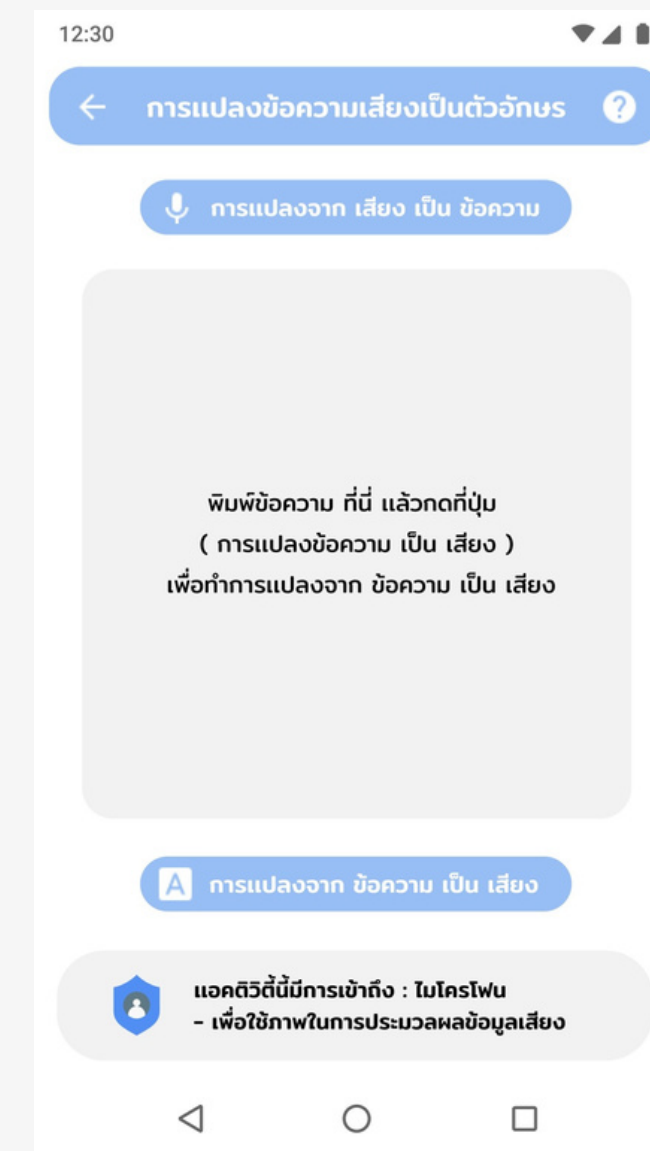 12:30
การแปลงข้อความเสียงเป็นตัวอักษร
การแปลงจาก เสียง เป็น ข้อความ
พิมพ์ข้อความ ที่นี่ แล้วกดที่ปุ่ม
( การแปลงข้อความ เป็น เสียง )
เพื่อทำการแปลงจาก ข้อความ เป็น เสียง
A การแปลงจาก ข้อความ เป็น เสียง
แอคติวิตี้นี้มีการเข้าถึง : ไมโครโฟน
- เพื่อใช้ภาพในการประมวลผลข้อมูลเสียง